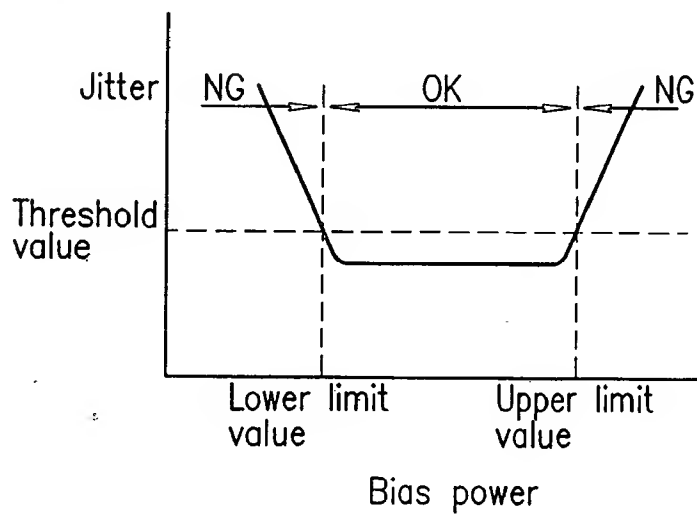 Jitter
NG
OK
NG
Threshold
value
Lower limit
value
Upper limit
value
Bias power